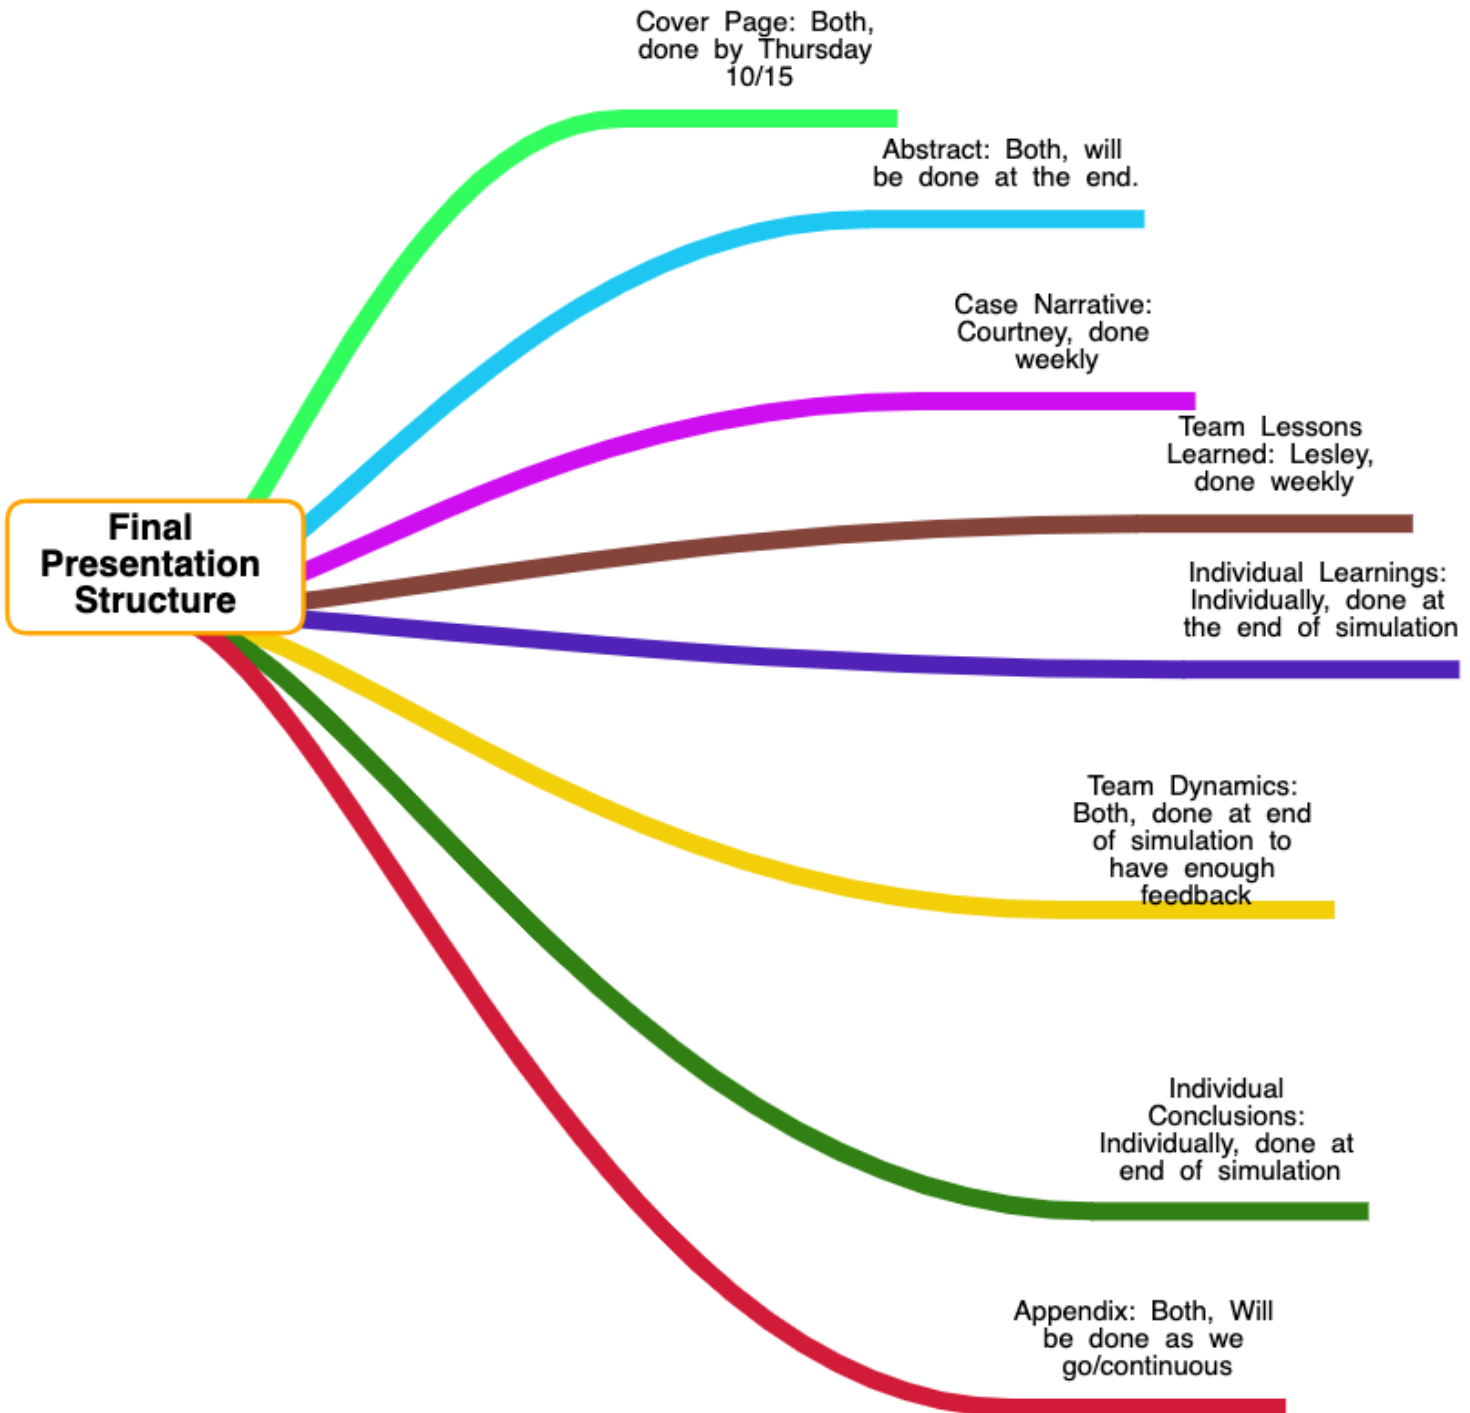 Cover Page: Both,
done by Thursday
10/15
Abstract: Both, will
be done at the end.
Case Narrative:
Courtney, done
weekly
Team Lessons
Learned: Lesley,
done weekly
Final
Presentation
Structure
Individual Learnings:
Individually, done at
the end of simulation
Team Dynamics:
Both, done at end
of simulation to
have enough
feedback
Individual
Conclusions:
Individually, done at
end of simulation
Appendix: Both, Will
be done as we
go/continuous